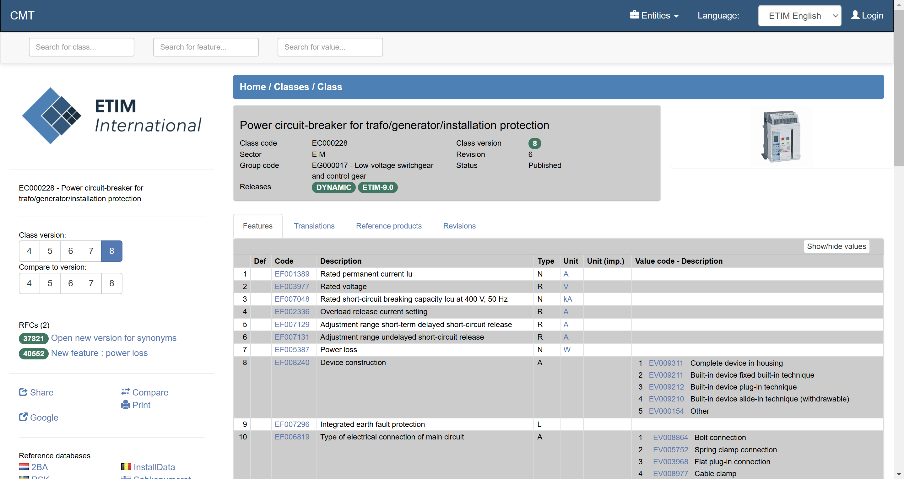 CMT Entities Language: ETIM English Login
Search for class... Search for feature... Search for value...
ETIM
International
EC000228 - Power circuit-breaker for
trafo/generator/installation protection
Class version:
4 5 6 7 8
Compare to version:
4 5 6 7 8
RFCs (2)
37821 Open new version for synonyms
40552 New feature : power loss
Share Compare
Print
Google
Reference databases
2BA InstallData
Home / Classes / Class
Power circuit-breaker for trafo/generator/installation protection
Class code EC000228 Class version 8
Sector E M Revision 6
Group code EG000017 - Low-voltage switchgear Status Published
and control gear
Releases DYNAMIC ETIM-9.0
Features Translations Reference products Revisions
Show/hide values
Def Code Description Type Unit Unit (imp.) Value code - Description
1 EF001389 Rated permanent current Iu N A
2 EF003977 Rated voltage R V
3 EF007048 Rated short-circuit breaking capacity Icu at 400 V, 50 Hz N kA
4 EF002336 Overload release current setting R A
5 EF007129 Adjustment range short-term delayed short-circuit release R A
6 EF007131 Adjustment range undelayed short-circuit release R A
7 EF005387 Power loss N W
8 EF008240 Device construction A 1 EV009311 Complete device in housing
2 EV009211 Built-in device fixed built-in technique
3 EV009212 Built-in device plug-in technique
4 EV009210 Built-in device slide-in technique (withdrawable)
5 EV000154 Other
9 EF007296 Integrated earth fault protection L
10 EF006819 Type of electrical connection of main circuit A 1 EV008864 Bolt connection
2 EV005752 Spring clamp connection
3 EV003968 Flat plug-in connection
4 EV008977 Cable clamp